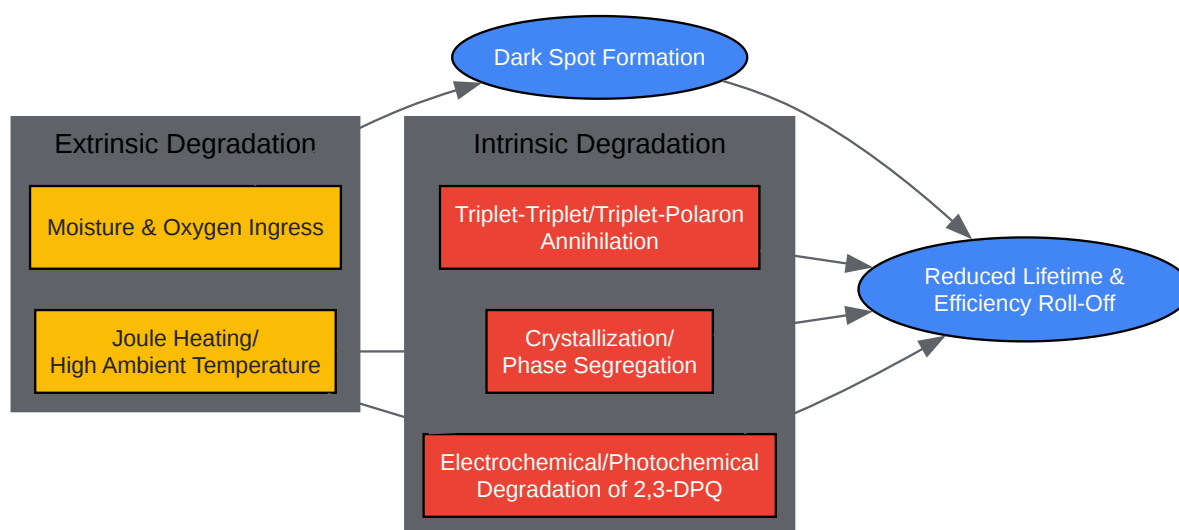 Dark Spot Formation
Extrinsic Degradation
Moisture & Oxygen Ingress
Joule Heating/
High Ambient Temperature
Intrinsic Degradation
Triplet-Triplet/Triplet-Polaron
Annihilation
Crystallization/
Phase Segregation
Electrochemical/Photochemical
Degradation of 2,3-DPQ
Reduced Lifetime &
Efficiency Roll-Off